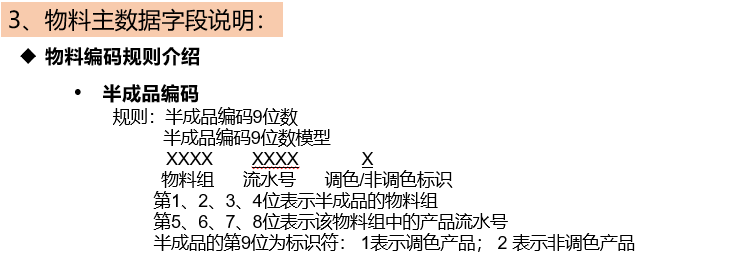 3、物料主数据字段说明：
◆ 物料编码规则介绍
• 半成品编码
规则：半成品编码9位数
半成品编码9位数模型
XXXX XXXX X
物料组 流水号 调色/非调色标识
第1、2、3、4位表示半成品的物料组
第5、6、7、8位表示该物料组中的产品流水号
半成品的第9位为标识符： 1表示调色产品； 2 表示非调色产品